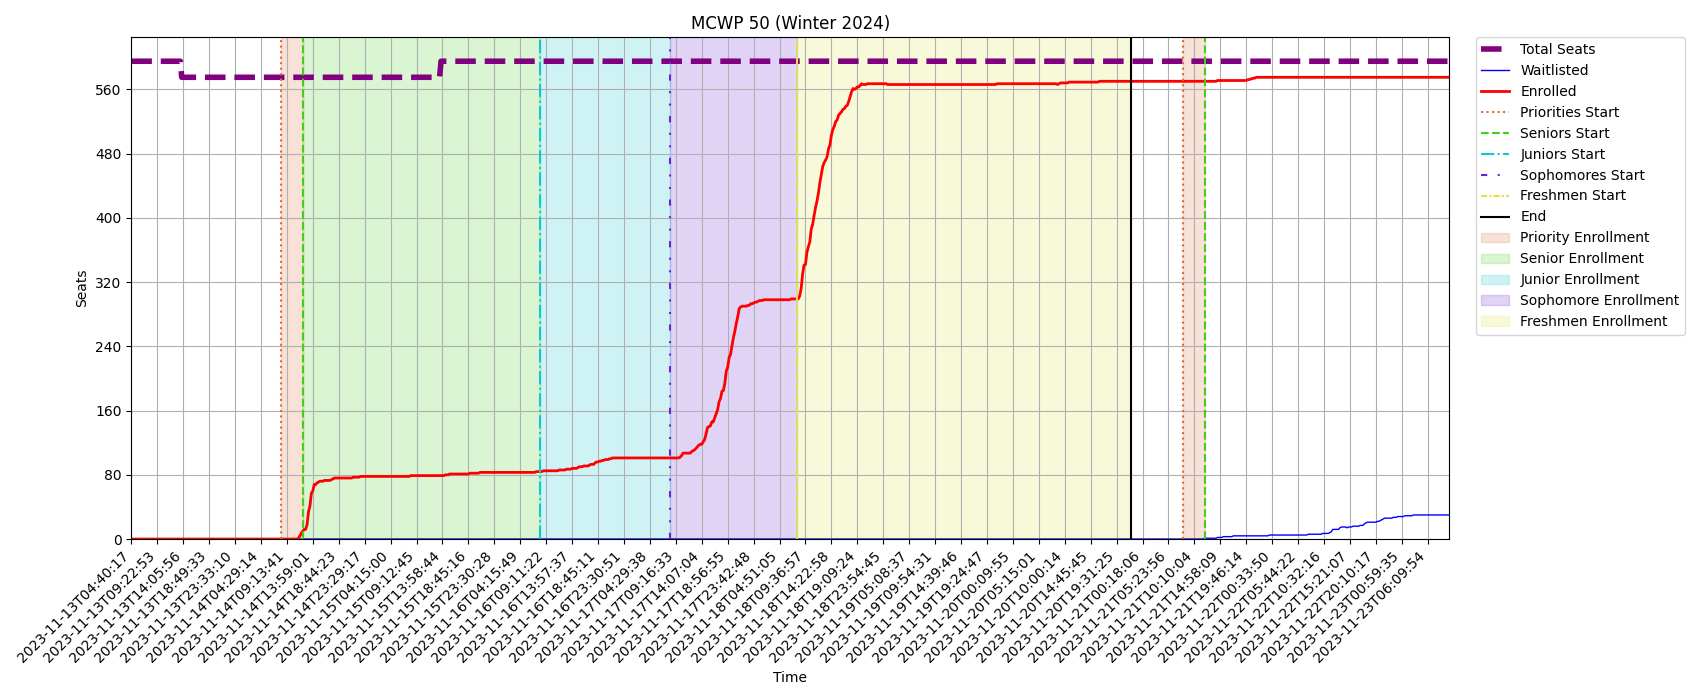 MCWP 50 (Winter 2024)
Seats
560
480
400
320
240
160
80
0
2023-11-13T04:40:17
2023-11-13T09:22:53
2023-11-13T14:05:56
2023-11-13T18:49:33
2023-11-13T23:33:10
2023-11-14T04:29:14
2023-11-14T09:13:41
2023-11-14T13:59:01
2023-11-14T18:44:23
2023-11-14T23:29:17
2023-11-15T04:15:00
2023-11-15T09:12:45
2023-11-15T13:58:44
2023-11-15T18:45:16
2023-11-15T23:30:28
2023-11-16T04:15:49
2023-11-16T09:11:22
2023-11-16T13:57:37
2023-11-16T18:45:11
2023-11-16T23:30:51
2023-11-17T04:29:38
2023-11-17T09:16:33
2023-11-17T14:07:04
2023-11-17T18:56:55
2023-11-17T23:42:48
2023-11-18T04:51:05
2023-11-18T09:36:57
2023-11-18T14:22:58
2023-11-18T19:09:24
2023-11-18T23:54:45
2023-11-19T05:08:37
2023-11-19T09:54:31
2023-11-19T14:39:46
2023-11-19T19:24:47
2023-11-20T00:09:55
2023-11-20T05:15:01
2023-11-20T10:00:14
2023-11-20T14:45:45
2023-11-20T19:31:25
2023-11-21T00:18:06
2023-11-21T05:23:56
2023-11-21T10:10:04
2023-11-21T14:58:09
2023-11-21T19:46:14
2023-11-22T00:33:50
2023-11-22T05:44:22
2023-11-22T10:32:16
2023-11-22T15:21:07
2023-11-22T20:10:17
2023-11-23T00:59:35
2023-11-23T06:09:54
Time
Total Seats
Waitlisted
Enrolled
Priorities Start
Seniors Start
Juniors Start
Sophomores Start
Freshmen Start
End
Priority Enrollment
Senior Enrollment
Junior Enrollment
Sophomore Enrollment
Freshmen Enrollment